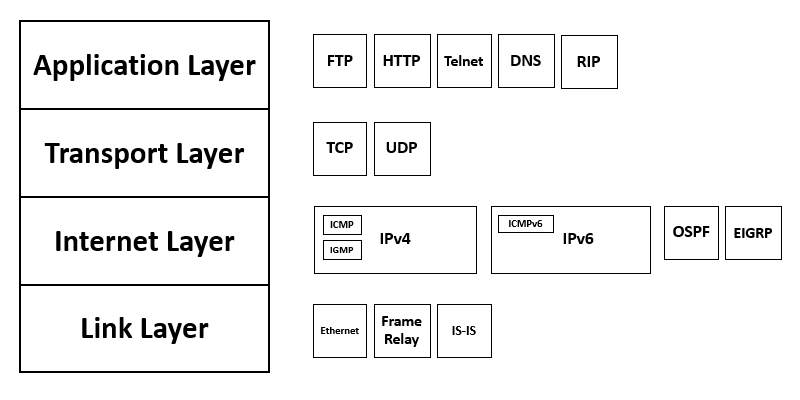 Application Layer
FTP
HTTP
Telnet
DNS
RIP
Transport Layer
TCP
UDP
Internet Layer
ICMP
IGMP
IPv4
ICMPv6
IPv6
OSPF
EIGRP
Link Layer
Ethernet
Frame
Relay
IS-IS